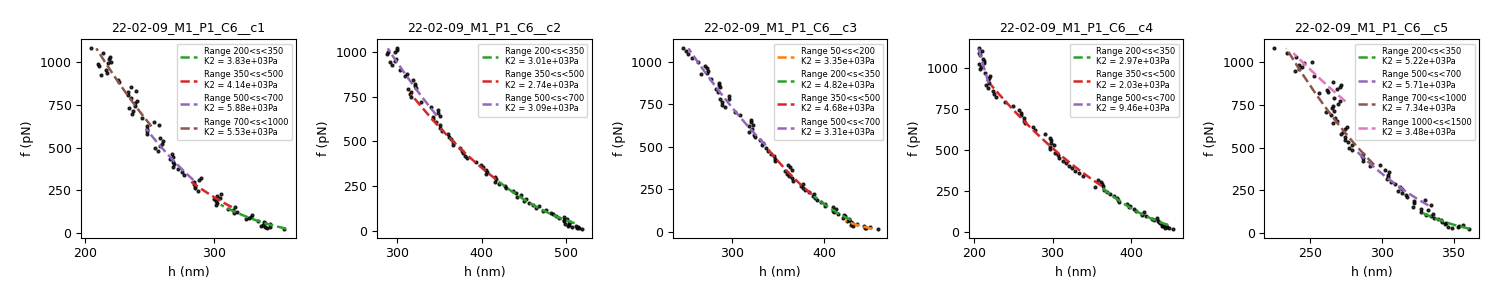 22-02-09_M1_P1_C6__c1
f (pN)
1000
750
500
250
0
200
300
h (nm)
Range 200<s<350
K2 = 3.83e+03Pa
Range 350<s<500
K2 = 4.14e+03Pa
Range 500<s<700
K2 = 5.88e+03Pa
Range 700<s<1000
K2 = 5.53e+03Pa
22-02-09_M1_P1_C6__c2
f (pN)
1000
750
500
250
0
300
400
500
h (nm)
Range 200<s<350
K2 = 3.01e+03Pa
Range 350<s<500
K2 = 2.74e+03Pa
Range 500<s<700
K2 = 3.09e+03Pa
22-02-09_M1_P1_C6__c3
f (pN)
1000
750
500
250
0
300
400
h (nm)
Range 50<s<200
K2 = 3.35e+03Pa
Range 200<s<350
K2 = 4.82e+03Pa
Range 350<s<500
K2 = 4.68e+03Pa
Range 500<s<700
K2 = 3.31e+03Pa
22-02-09_M1_P1_C6__c4
f (pN)
1000
750
500
250
0
200
300
400
h (nm)
Range 200<s<350
K2 = 2.97e+03Pa
Range 350<s<500
K2 = 2.03e+03Pa
Range 500<s<700
K2 = 9.46e+03Pa
22-02-09_M1_P1_C6__c5
f (pN)
1000
750
500
250
0
250
300
350
h (nm)
Range 200<s<350
K2 = 5.22e+03Pa
Range 500<s<700
K2 = 5.71e+03Pa
Range 700<s<1000
K2 = 7.34e+03Pa
Range 1000<s<1500
K2 = 3.48e+03Pa